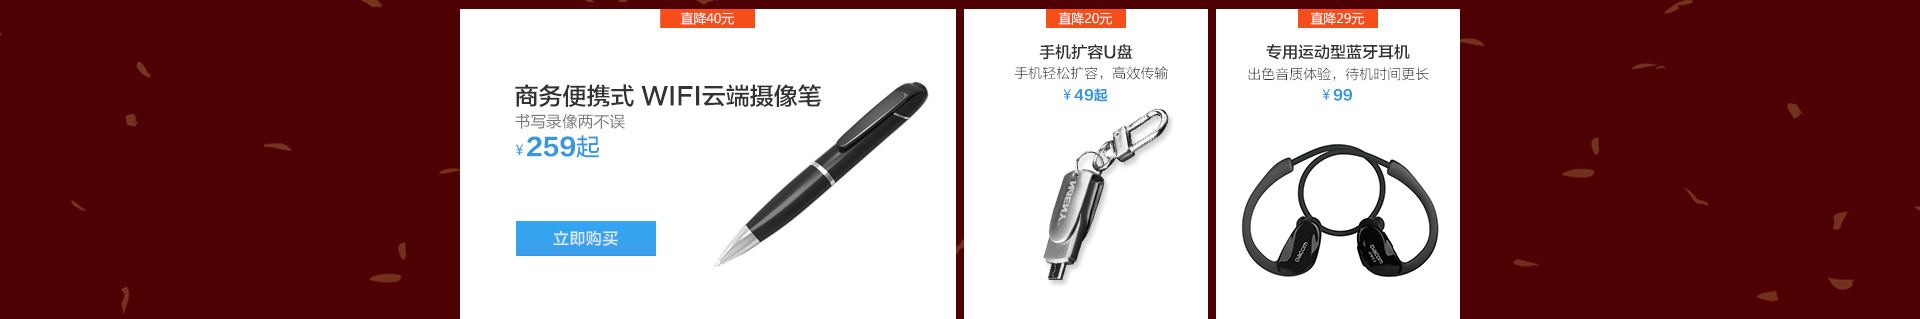 直降40元
商务便携式 WIFI云端摄像笔
书写录像两不误
¥259起
立即购买
直降20元
手机扩容U盘
手机轻松扩容，高效传输
¥49起
直降29元
专用运动型蓝牙耳机
出色音质体验，待机时间更长
¥99
Dacom
Dacom